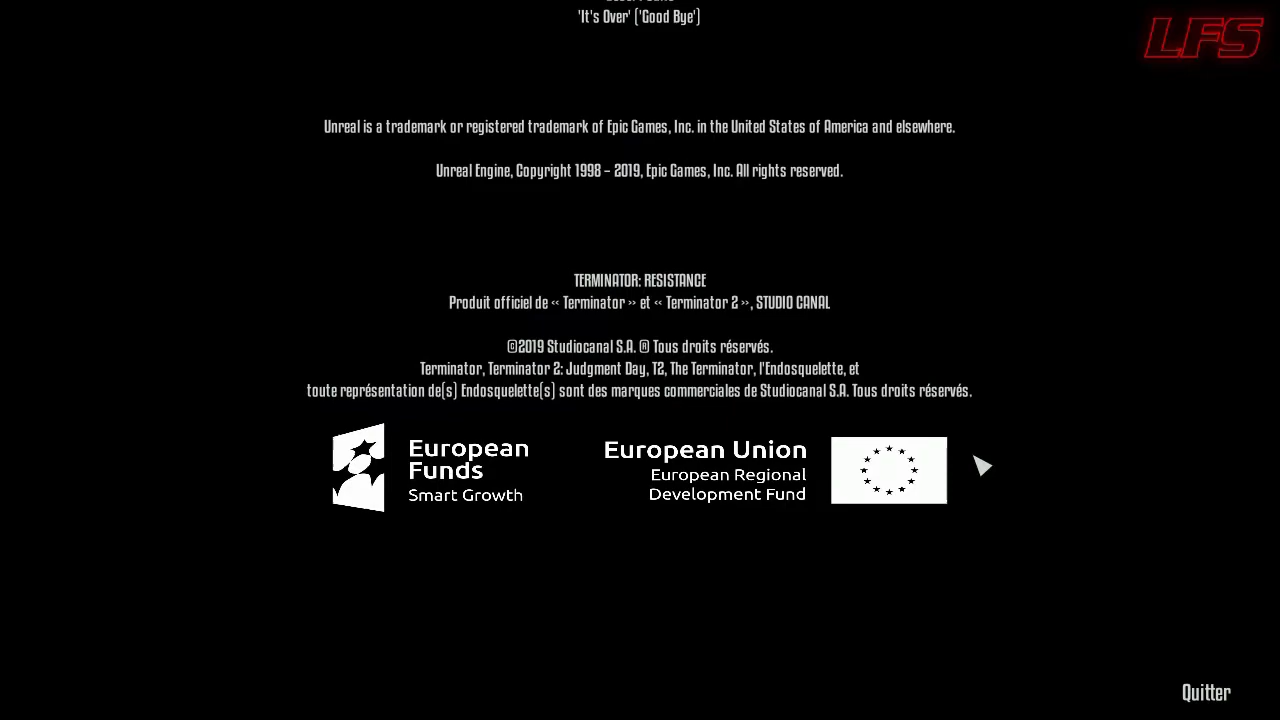 'It's Over' ('Good Bye')
LFS
Unreal is a trademark or registered trademark of Epic Games, Inc. in the United States of America and elsewhere.
Unreal Engine, Copyright 1998 – 2019, Epic Games, Inc. All rights reserved.
TERMINATOR: RESISTANCE
Produit officiel de « Terminator » et « Terminator 2 », STUDIO CANAL
©2019 Studiocanal S.A. ® Tous droits réservés.
Terminator, Terminator 2: Judgment Day, T2, The Terminator, l'Endosquelette, et
toute représentation de(s) Endosquelette(s) sont des marques commerciales de Studiocanal S.A. Tous droits réservés.
European
Funds
Smart Growth
European Union
European Regional
Development Fund
Quitter